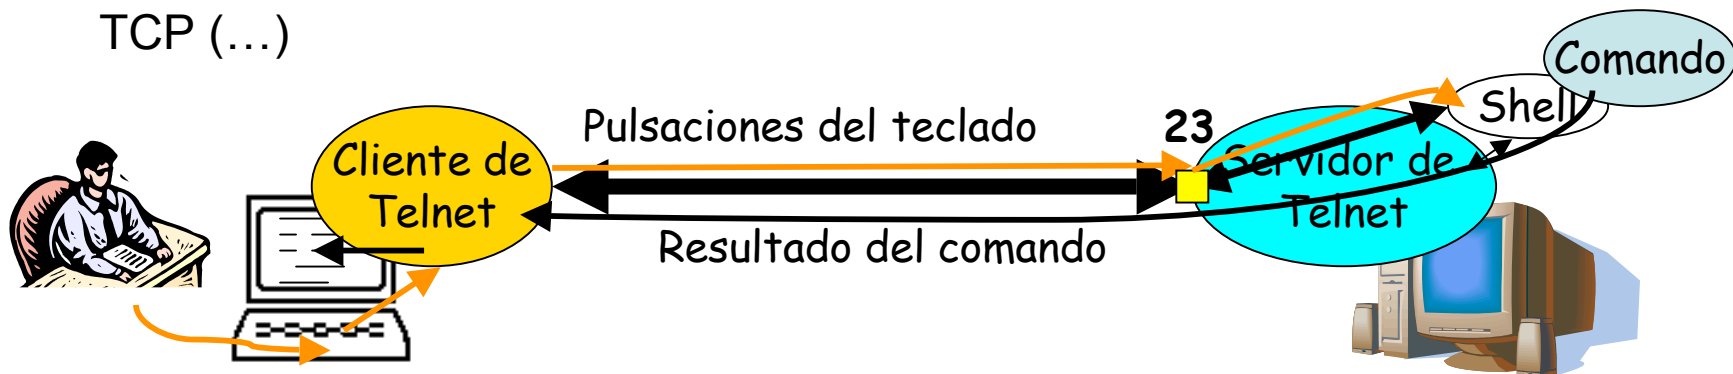 TCP (…)
Comando
Shell
Pulsaciones del teclado
23
Cliente de
Telnet
Servidor de
Telnet
Resultado del comando